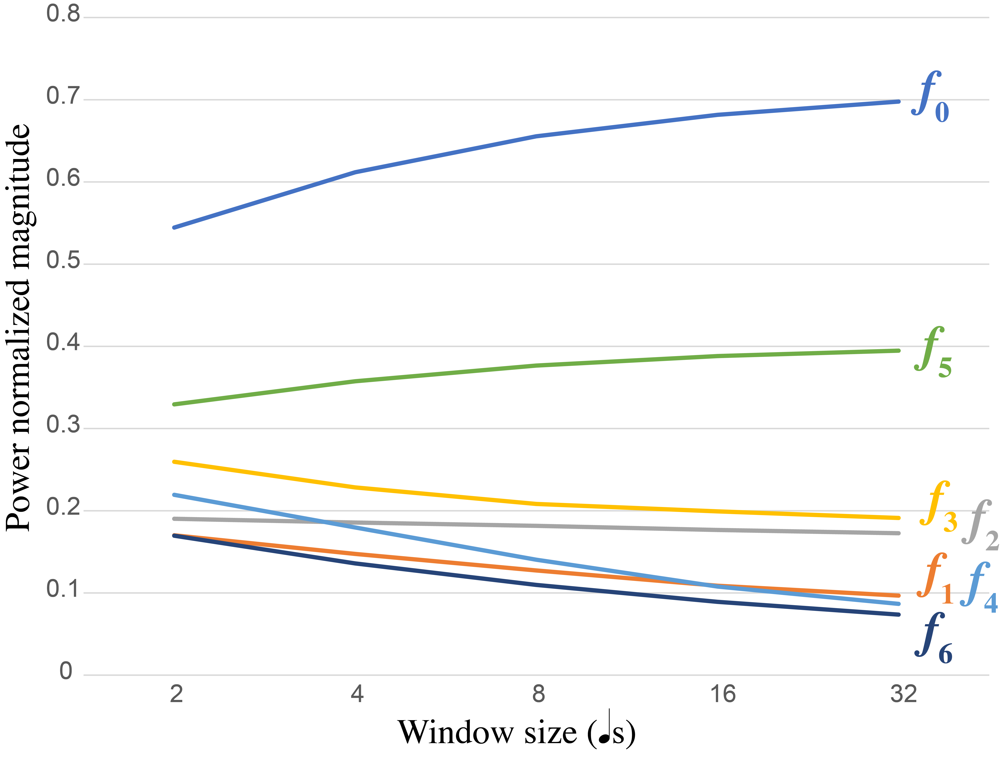 0.8
0.7
0.6
0.5
0.4
0.3
0.2
0.1
0
Power normalized magnitude
f0
f5
f3
f2
f1
f4
f6
2 4 8 16 32
Window size (♩s)